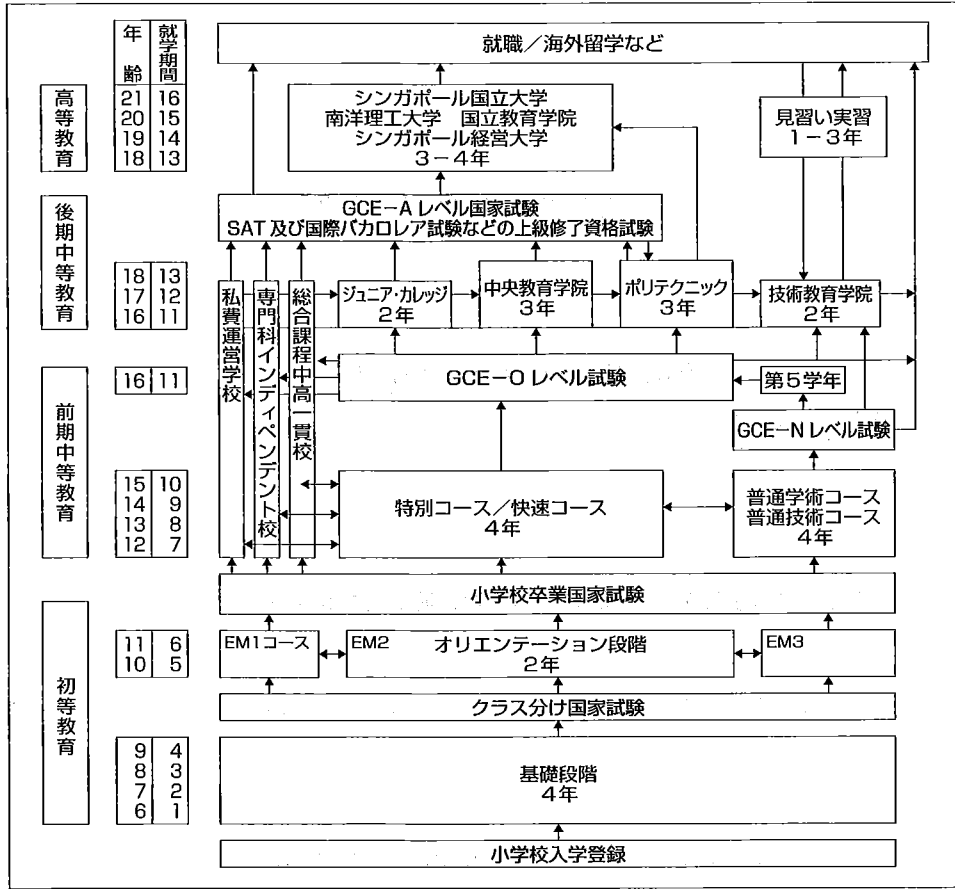 年齢
就学期間
就職／海外留学など
高等教育
21 16
20 15
19 14
18 13
シンガポール国立大学
南洋理工大学 国立教育学院
シンガポール経営大学
3－4年
見習い実習
1－3年
後期中等教育
GCE－A レベル国家試験
SAT 及び国際バカロレア試験などの上級修了資格試験
18 13
17 12
16 11
私費運営学校
専門科インディペンデント校
総合課程中高一貫校
ジュニア・カレッジ
2年
中央教育学院
3年
ポリテクニック
3年
技術教育学院
2年
前期中等教育
16 11
GCE－O レベル試験
第5学年
GCE－N レベル試験
15 10
14 9
13 8
12 7
特別コース／快速コース
4年
普通学術コース
普通技術コース
4年
小学校卒業国家試験
初等教育
11 6
10 5
EM1コース
EM2 オリエンテーション段階
2年
EM3
クラス分け国家試験
9 4
8 3
7 2
6 1
基礎段階
4年
小学校入学登録